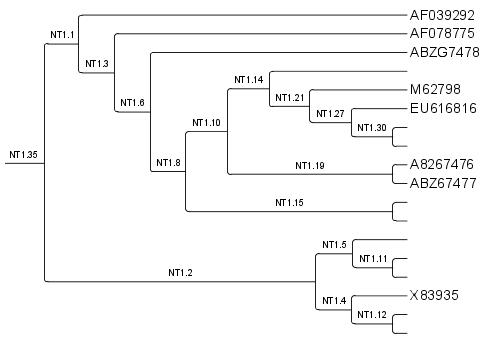 AF039292
NT1.1
AF078775
ABZG7478
NT1.3
NT1.14
M62798
NT1.6
NT1.21
EU616816
NT1.27
NT1.10
NT1.30
NT1.35
NT1.8
NT1.19
A8267476
ABZ67477
NT1.15
NT1.5
NT1.11
NT1.2
X83935
NT1.4
NT1.12